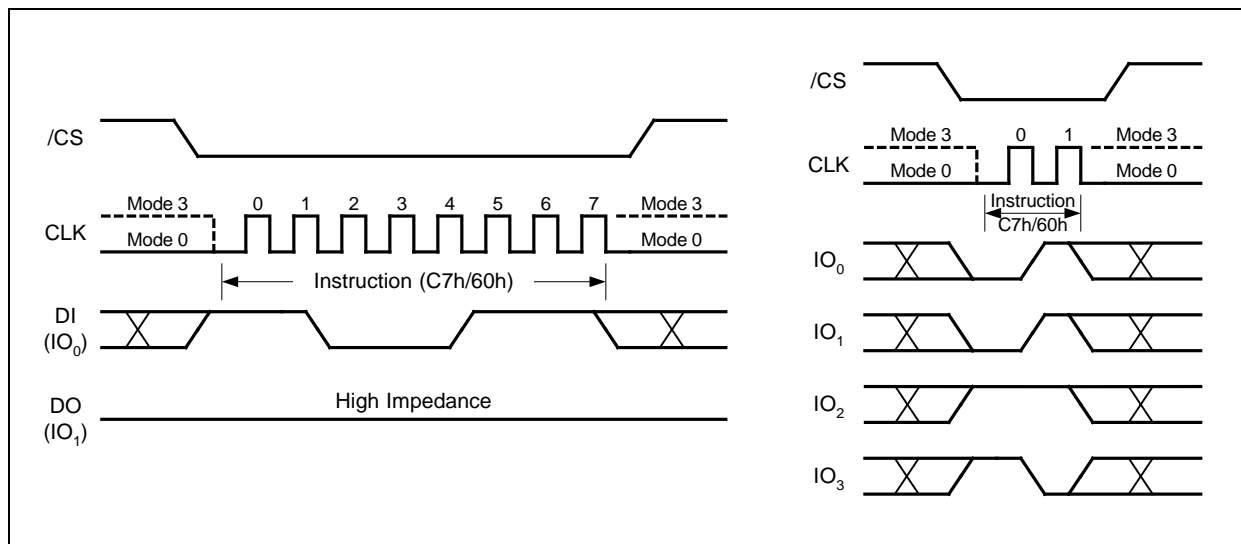 /CS
Mode 3 0 1 2 3 4 5 6 7 Mode 3
CLK
Mode 0 Mode 0
Instruction (C7h/60h)
DI
(IO0)
High Impedance
DO
(IO1)
/CS
Mode 3 0 1 Mode 3
CLK
Mode 0 Mode 0
Instruction
C7h/60h
IO0
IO1
IO2
IO3